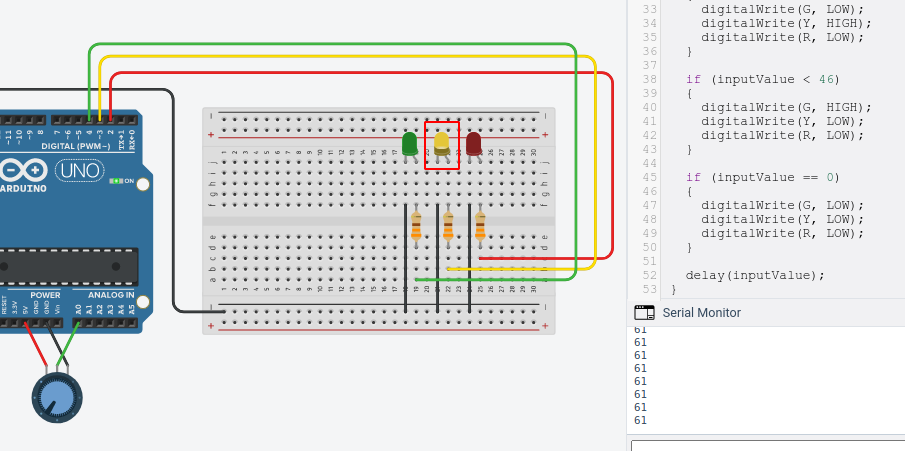 33 digitalWrite(G, LOW);
34 digitalWrite(Y, HIGH);
35 digitalWrite(R, LOW);
36 }
37
38 if (inputValue < 46)
39 {
40 digitalWrite(G, HIGH);
41 digitalWrite(Y, LOW);
42 digitalWrite(R, LOW);
43 }
44
45 if (inputValue == 0)
46 {
47 digitalWrite(G, LOW);
48 digitalWrite(Y, LOW);
49 digitalWrite(R, LOW);
50 }
51
52 delay(inputValue);
53 }
Serial Monitor
61
61
61
61
61
61
61
61
~11 ~10 ~9 8 7 ~6 ~5 4 ~3 2 TX→1 RX←0
DIGITAL (PWM~)
UNO
ON
ARDUINO
POWER
ANALOG IN
RESET 3.3V 5V GND GND Vin A0 A1 A2 A3 A4 A5